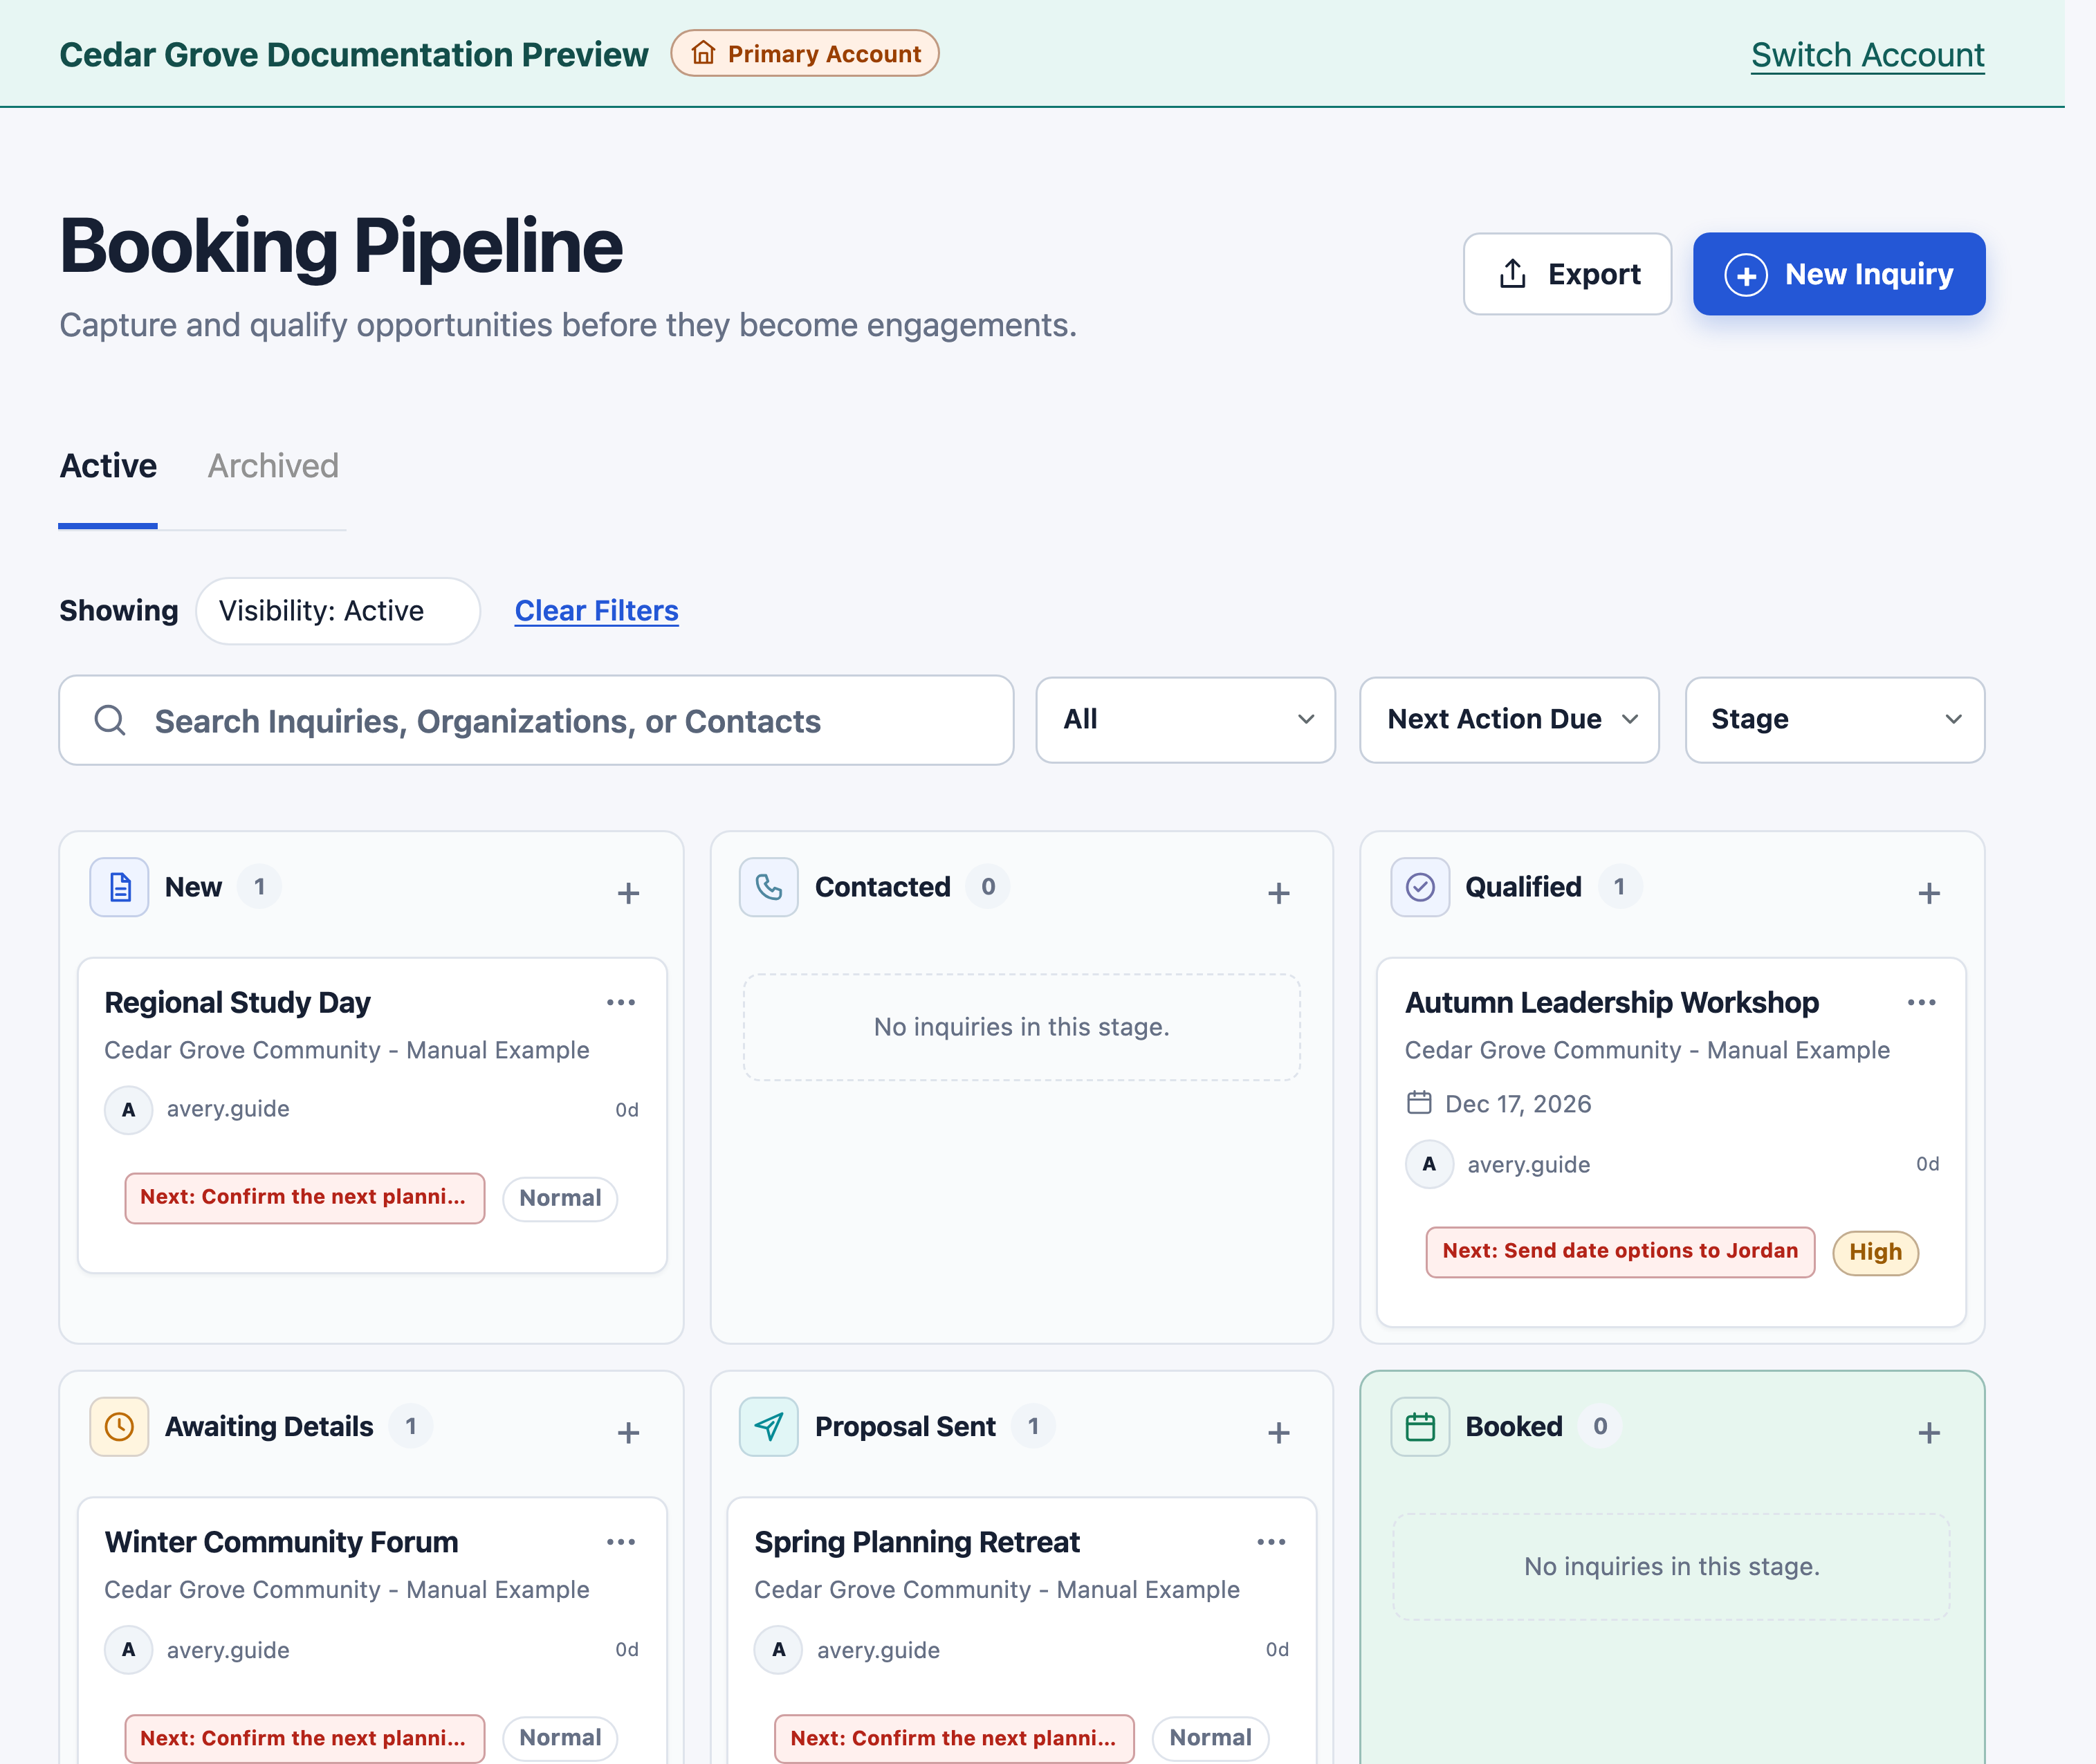 Cedar Grove Documentation Preview
Primary Account
Switch Account
Booking Pipeline
Capture and qualify opportunities before they become engagements.
Export
New Inquiry
Active
Archived
Showing
Visibility: Active
Clear Filters
Search Inquiries, Organizations, or Contacts
All
Next Action Due
Stage
New 1
Regional Study Day
Cedar Grove Community - Manual Example
A avery.guide 0d
Next: Confirm the next planni...
Normal
Contacted 0
No inquiries in this stage.
Qualified 1
Autumn Leadership Workshop
Cedar Grove Community - Manual Example
Dec 17, 2026
A avery.guide 0d
Next: Send date options to Jordan
High
Awaiting Details 1
Winter Community Forum
Cedar Grove Community - Manual Example
A avery.guide 0d
Next: Confirm the next planni...
Normal
Proposal Sent 1
Spring Planning Retreat
Cedar Grove Community - Manual Example
A avery.guide 0d
Next: Confirm the next planni...
Normal
Booked 0
No inquiries in this stage.